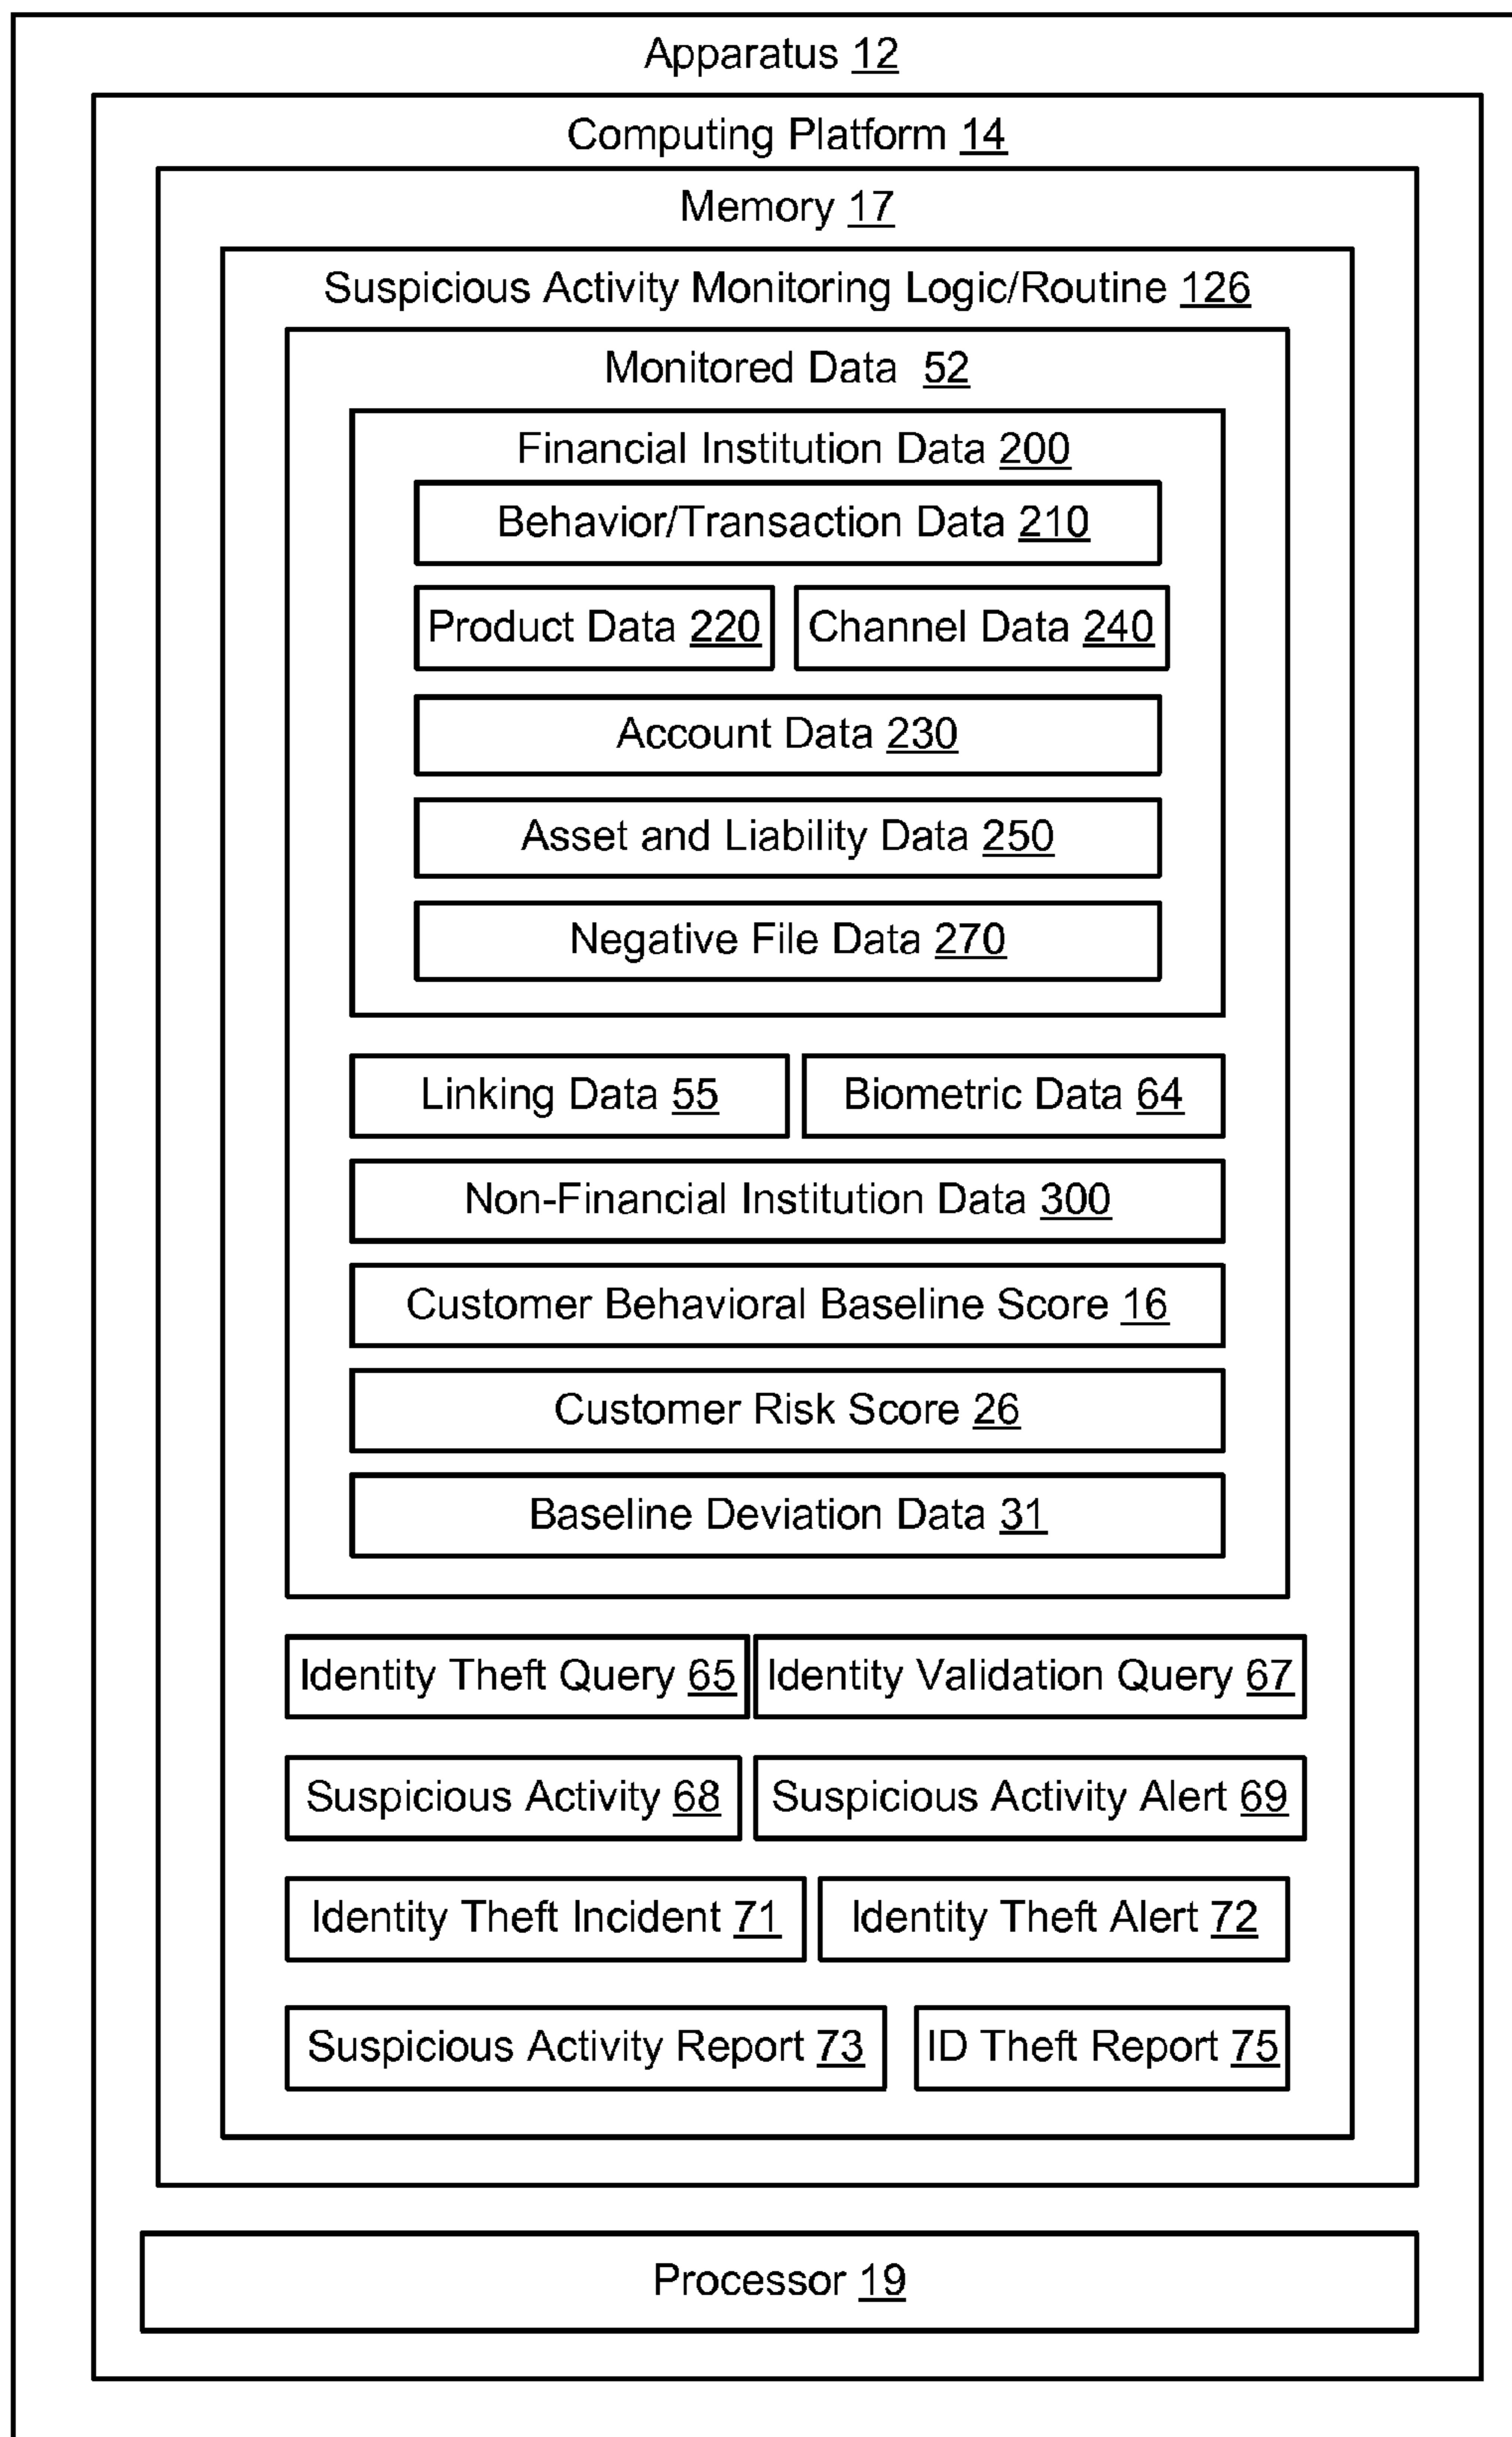 Apparatus 12
Computing Platform 14
Memory 17
Suspicious Activity Monitoring Logic/Routine 126
Monitored Data 52
Financial Institution Data 200
Behavior/Transaction Data 210
Product Data 220
Channel Data 240
Account Data 230
Asset and Liability Data 250
Negative File Data 270
Linking Data 55
Biometric Data 64
Non-Financial Institution Data 300
Customer Behavioral Baseline Score 16
Customer Risk Score 26
Baseline Deviation Data 31
Identity Theft Query 65
Identity Validation Query 67
Suspicious Activity 68
Suspicious Activity Alert 69
Identity Theft Incident 71
Identity Theft Alert 72
Suspicious Activity Report 73
ID Theft Report 75
Processor 19